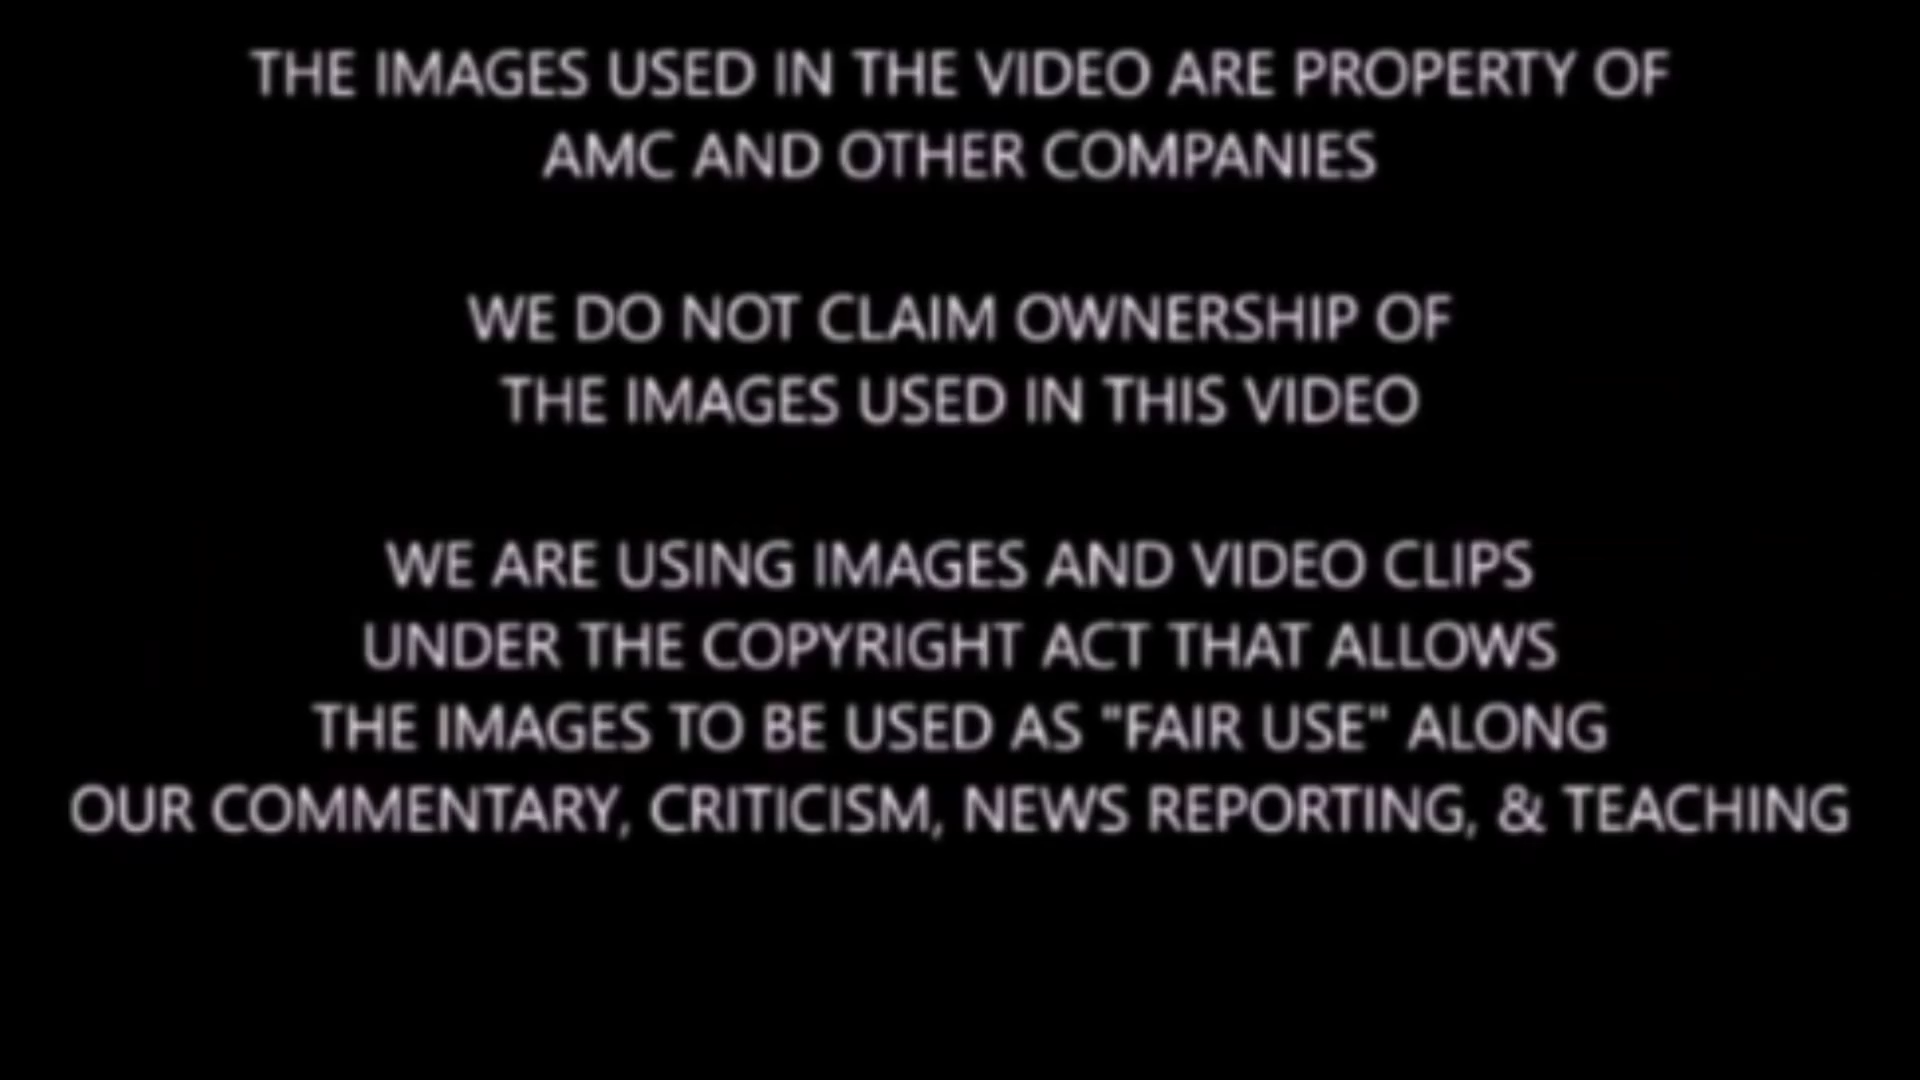 THE IMAGES USED IN THE VIDEO ARE PROPERTY OF
AMC AND OTHER COMPANIES
WE DO NOT CLAIM OWNERSHIP OF
THE IMAGES USED IN THIS VIDEO
WE ARE USING IMAGES AND VIDEO CLIPS
UNDER THE COPYRIGHT ACT THAT ALLOWS
THE IMAGES TO BE USED AS "FAIR USE" ALONG
OUR COMMENTARY, CRITICISM, NEWS REPORTING, & TEACHING